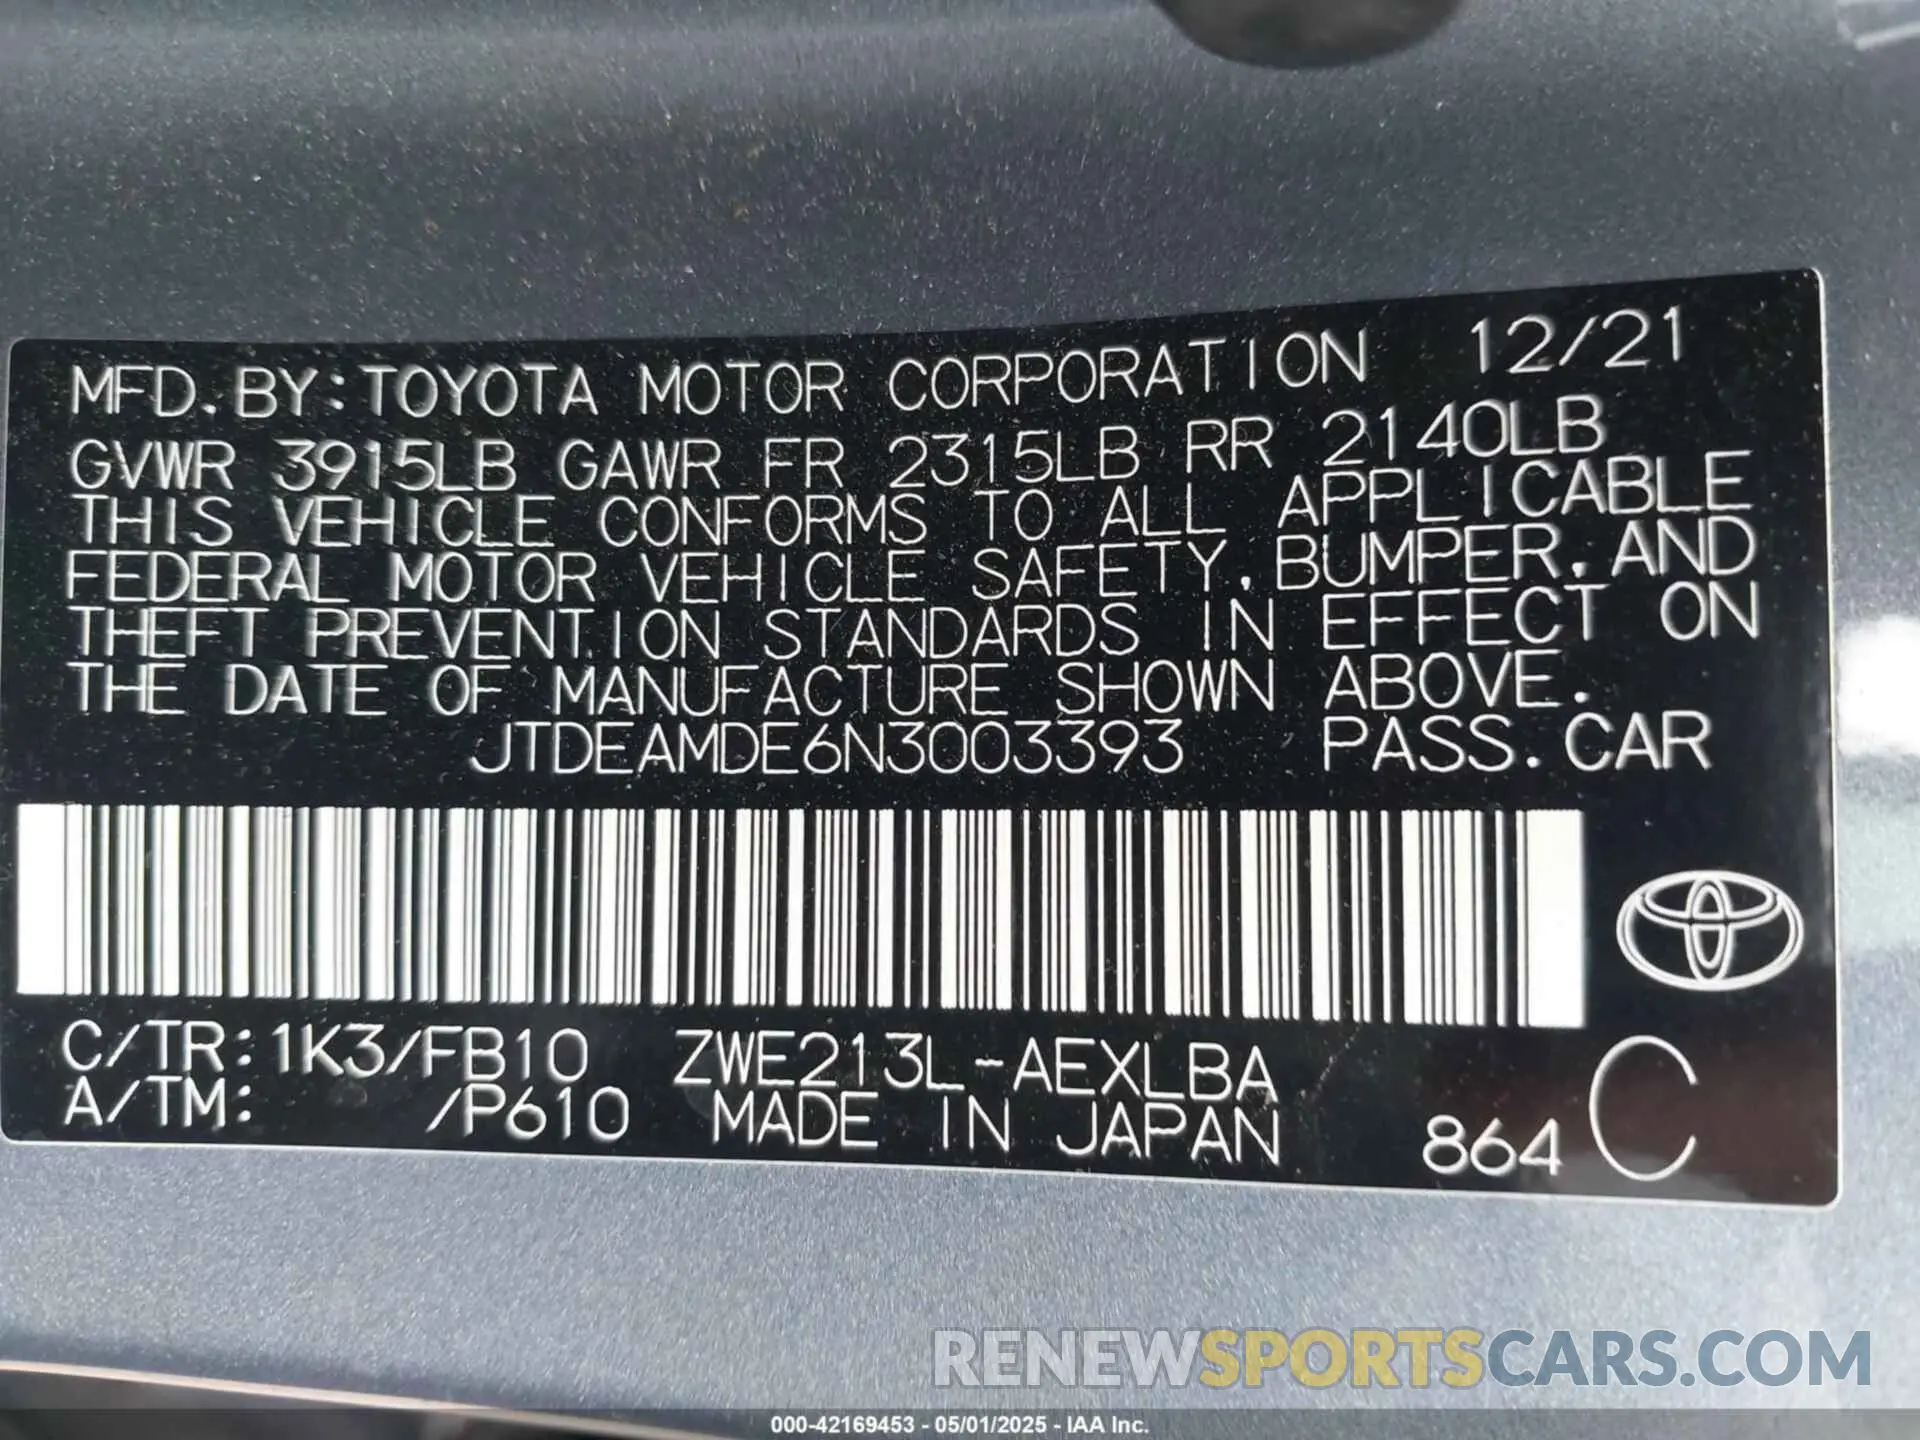 MFD. BY: TOYOTA MOTOR CORPORATION 12/21
GVWR 3915LB GAWR FR 2315LB RR 2140LB
THIS VEHICLE CONFORMS TO ALL APPLICABLE
FEDERAL MOTOR VEHICLE SAFETY, BUMPER, AND
THEFT PREVENTION STANDARDS IN EFFECT ON
THE DATE OF MANUFACTURE SHOWN ABOVE.
JTDEAMDE6N3003393 PASS. CAR
C/TR: 1K3/FB10 ZWE213L-AEXLBA
A/TM: /P610 MADE IN JAPAN 864 C
RENEWSPORTSCARS.COM
000-42169453 - 05/01/2025 - IAA Inc.